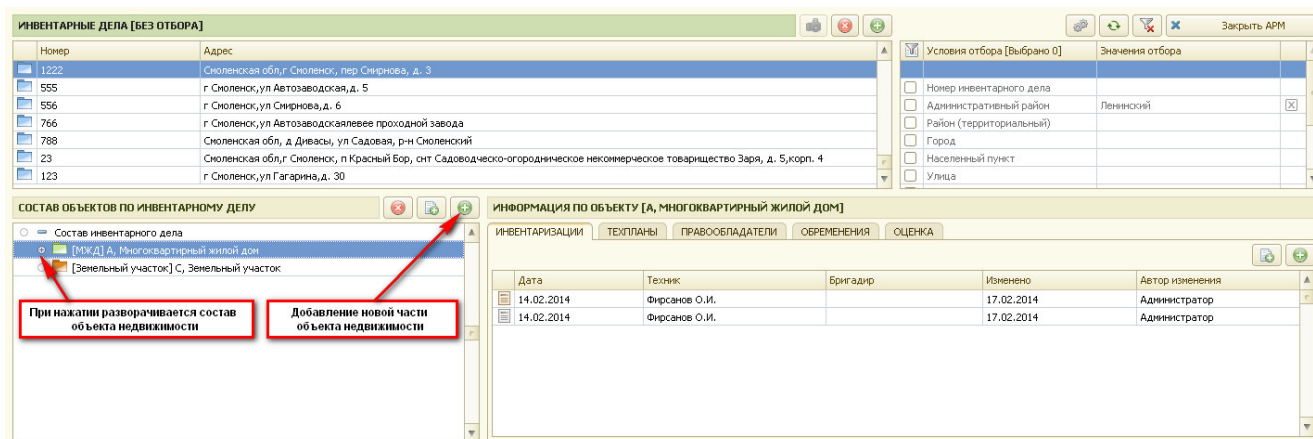 ИНВЕНТАРНЫЕ ДЕЛА [БЕЗ ОТБОРА]
Закрыть АРМ
Номер Адрес
1222 Смоленская обл,г Смоленск, пер Смирнова, д. 3
555 г Смоленск,ул Автозаводская,д. 5
556 г Смоленск,ул Смирнова,д. 6
766 г Смоленск,ул Автозаводскаялевее проходной завода
788 Смоленская обл, д Дивасы, ул Садовая, р-н Смоленский
23 Смоленская обл,г Смоленск, п Красный Бор, снт Садоводческо-огородническое некоммерческое товарищество Заря, д. 5,корп. 4
123 г Смоленск,ул Гагарина,д. 30
Условия отбора [Выбрано 0] Значения отбора
Номер инвентарного дела
Административный район Ленинский
Район (территориальный)
Город
Населенный пункт
Улица
СОСТАВ ОБЪЕКТОВ ПО ИНВЕНТАРНОМУ ДЕЛУ
Состав инвентарного дела
[МЖД] А, Многоквартирный жилой дом
[Земельный участок] С, Земельный участок
При нажатии разворачивается состав
объекта недвижимости
Добавление новой части
объекта недвижимости
ИНФОРМАЦИЯ ПО ОБЪЕКТУ [А, МНОГОКВАРТИРНЫЙ ЖИЛОЙ ДОМ]
ИНВЕНТАРИЗАЦИИ ТЕХПЛАНЫ ПРАВООБЛАДАТЕЛИ ОБРЕМЕНЕНИЯ ОЦЕНКА
Дата Техник Бригадир Изменено Автор изменения
14.02.2014 Фирсанов О.И. 17.02.2014 Администратор
14.02.2014 Фирсанов О.И. 17.02.2014 Администратор